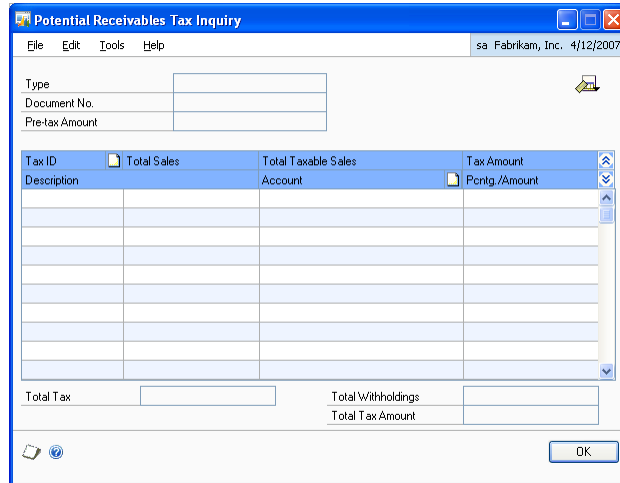 Potential Receivables Tax Inquiry
File Edit Tools Help sa Fabrikam, Inc. 4/12/2007
Type
Document No.
Pre-tax Amount
Tax ID Total Sales Total Taxable Sales Tax Amount
Description Account Pcntg./Amount
Total Tax Total Withholdings
Total Tax Amount
OK